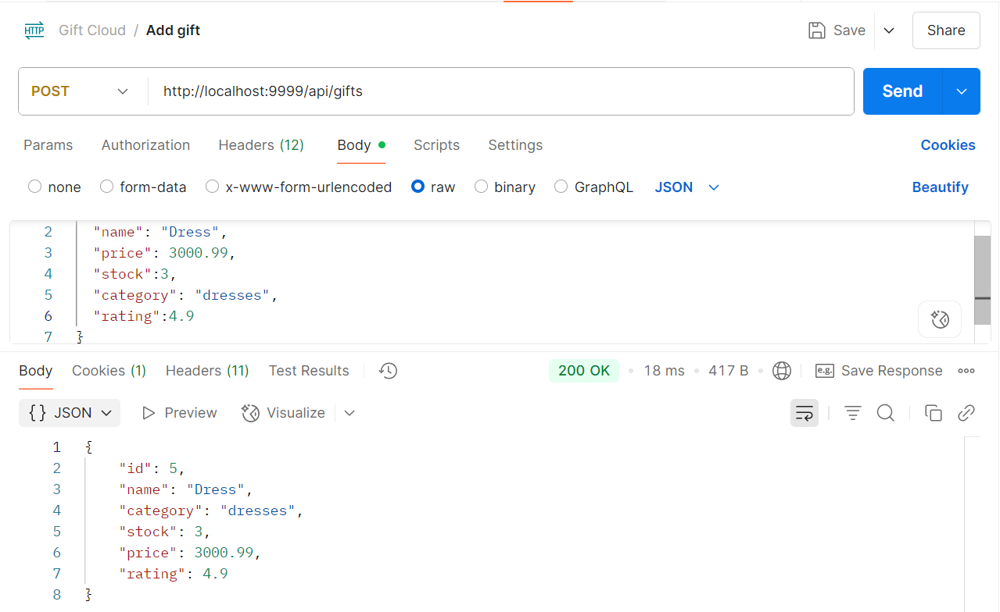 HTTP Gift Cloud / Add gift Save Share
POST http://localhost:9999/api/gifts Send
Params Authorization Headers (12) Body Scripts Settings Cookies
none form-data x-www-form-urlencoded raw binary GraphQL JSON Beautify
2 "name": "Dress",
3 "price": 3000.99,
4 "stock":3,
5 "category": "dresses",
6 "rating":4.9
7 }
Body Cookies (1) Headers (11) Test Results 200 OK 18 ms 417 B e.g. Save Response
{} JSON Preview Visualize
1 {
2 "id": 5,
3 "name": "Dress",
4 "category": "dresses",
5 "stock": 3,
6 "price": 3000.99,
7 "rating": 4.9
8 }